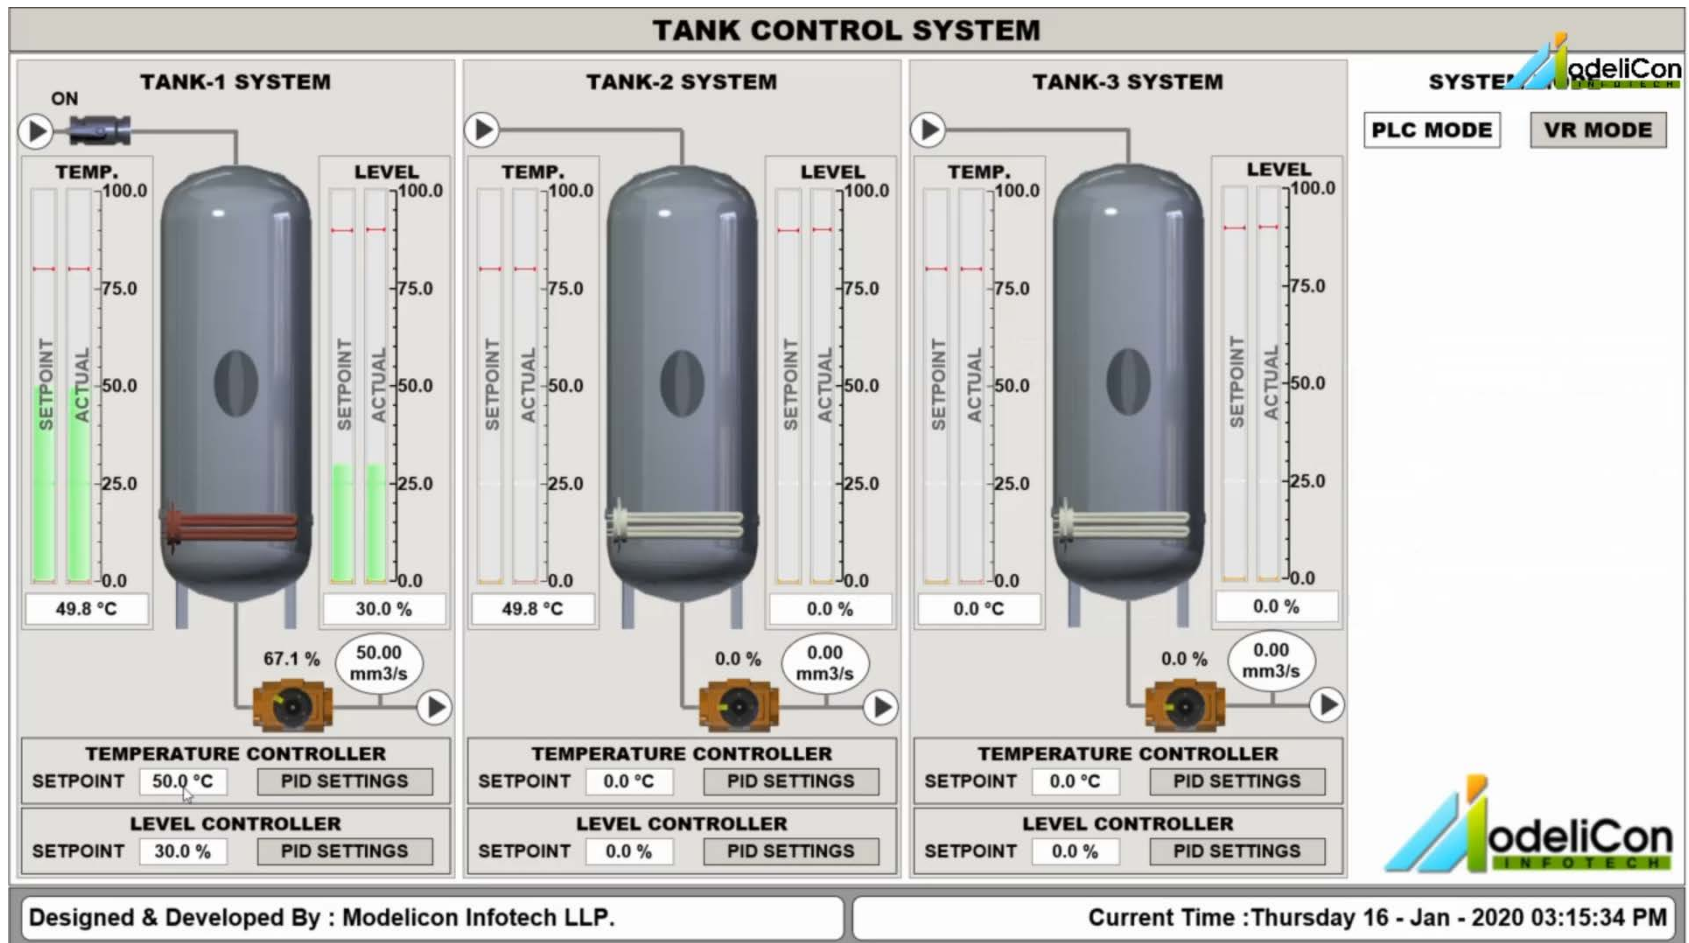 TANK CONTROL SYSTEM
TANK-1 SYSTEM
ON
TEMP.
100.0
75.0
50.0
25.0
0.0
SETPOINT
ACTUAL
49.8 °C
LEVEL
100.0
75.0
50.0
25.0
0.0
SETPOINT
ACTUAL
30.0 %
67.1 %
50.00
mm3/s
TEMPERATURE CONTROLLER
SETPOINT 50.0 °C PID SETTINGS
LEVEL CONTROLLER
SETPOINT 30.0 % PID SETTINGS
TANK-2 SYSTEM
TEMP.
100.0
75.0
50.0
25.0
0.0
SETPOINT
ACTUAL
49.8 °C
LEVEL
100.0
75.0
50.0
25.0
0.0
SETPOINT
ACTUAL
0.0 %
0.0 %
0.00
mm3/s
TEMPERATURE CONTROLLER
SETPOINT 0.0 °C PID SETTINGS
LEVEL CONTROLLER
SETPOINT 0.0 % PID SETTINGS
TANK-3 SYSTEM
TEMP.
100.0
75.0
50.0
25.0
0.0
SETPOINT
ACTUAL
0.0 °C
LEVEL
100.0
75.0
50.0
25.0
0.0
SETPOINT
ACTUAL
0.0 %
0.0 %
0.00
mm3/s
TEMPERATURE CONTROLLER
SETPOINT 0.0 °C PID SETTINGS
LEVEL CONTROLLER
SETPOINT 0.0 % PID SETTINGS
odeliCon
INFOTECH
PLC MODE VR MODE
odeliCon
INFOTECH
Designed & Developed By : Modelicon Infotech LLP.
Current Time :Thursday 16 - Jan - 2020 03:15:34 PM